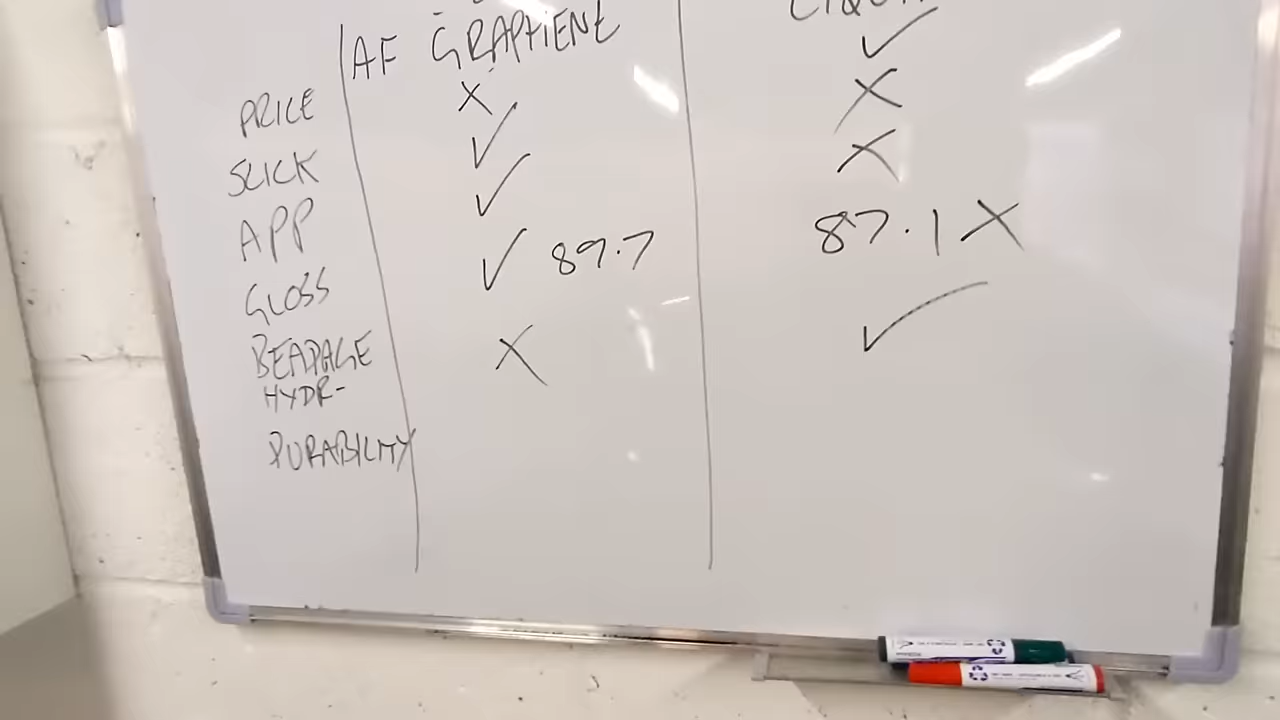 AF GRAPHENE
PRICE X ✓
SLICK ✓ X
APP ✓ X
GLOSS ✓ 89.7 87.1 X
BEADAGE X ✓
HYDR-
DURABILITY